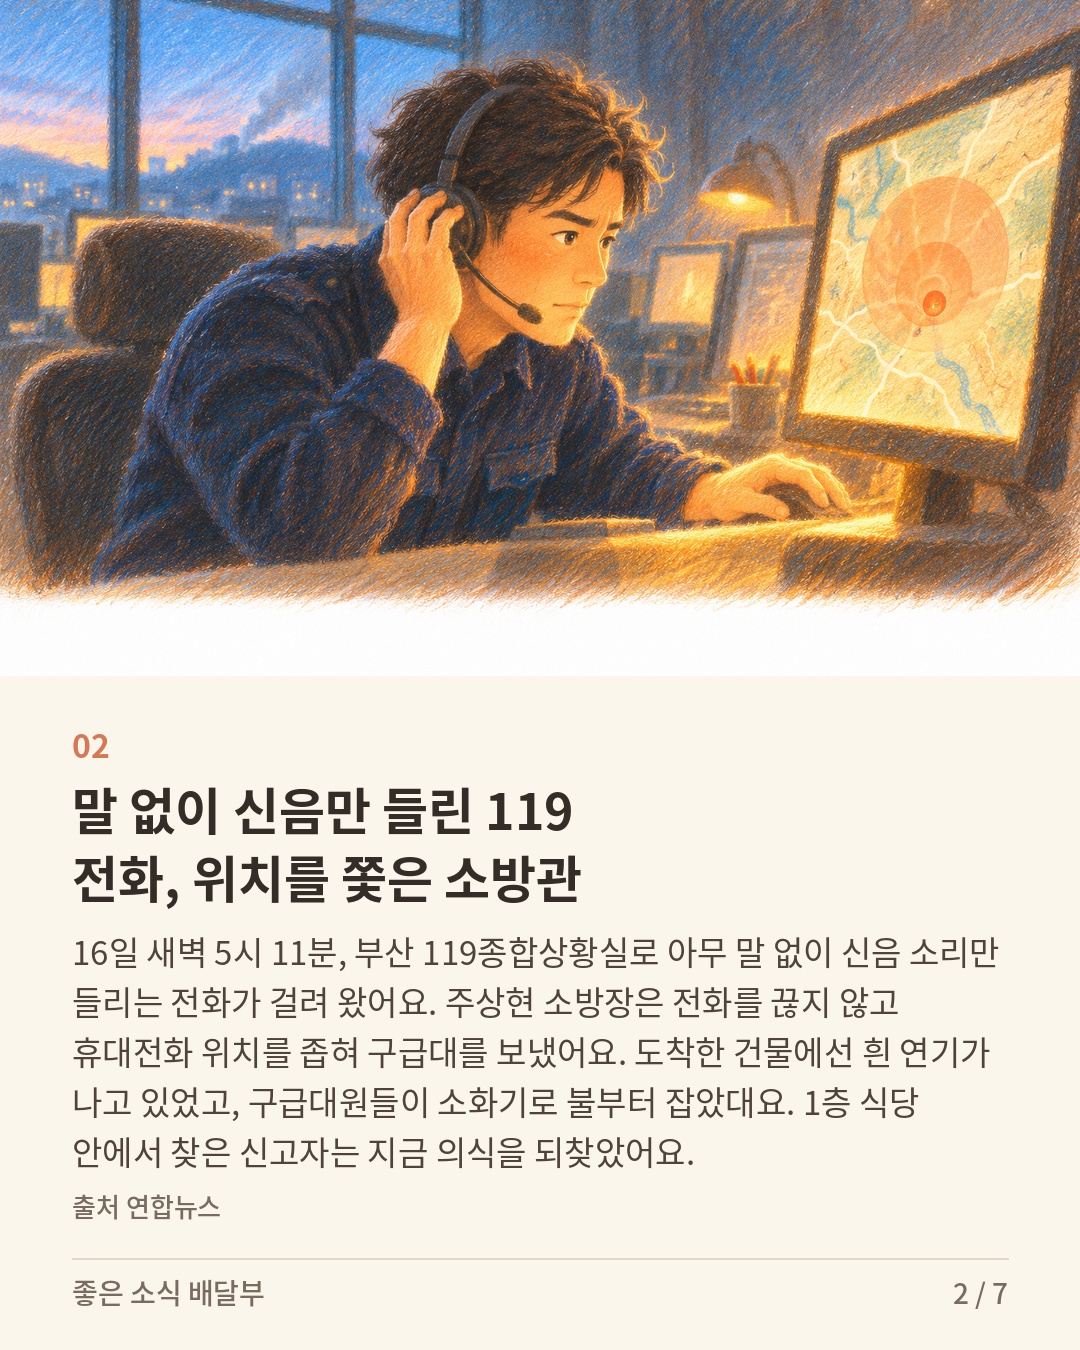 02
말 없이 신음만 들린 119
전화, 위치를 쫓은 소방관
16일 새벽 5시 11분, 부산 119종합상황실로 아무 말 없이 신음 소리만
들리는 전화가 걸려 왔어요. 주상현 소방장은 전화를 끊지 않고
휴대전화 위치를 좁혀 구급대를 보냈어요. 도착한 건물에선 흰 연기가
나고 있었고, 구급대원들이 소화기로 불부터 잡았대요. 1층 식당
안에서 찾은 신고자는 지금 의식을 되찾았어요.
출처 연합뉴스
좋은 소식 배달부
2 / 7